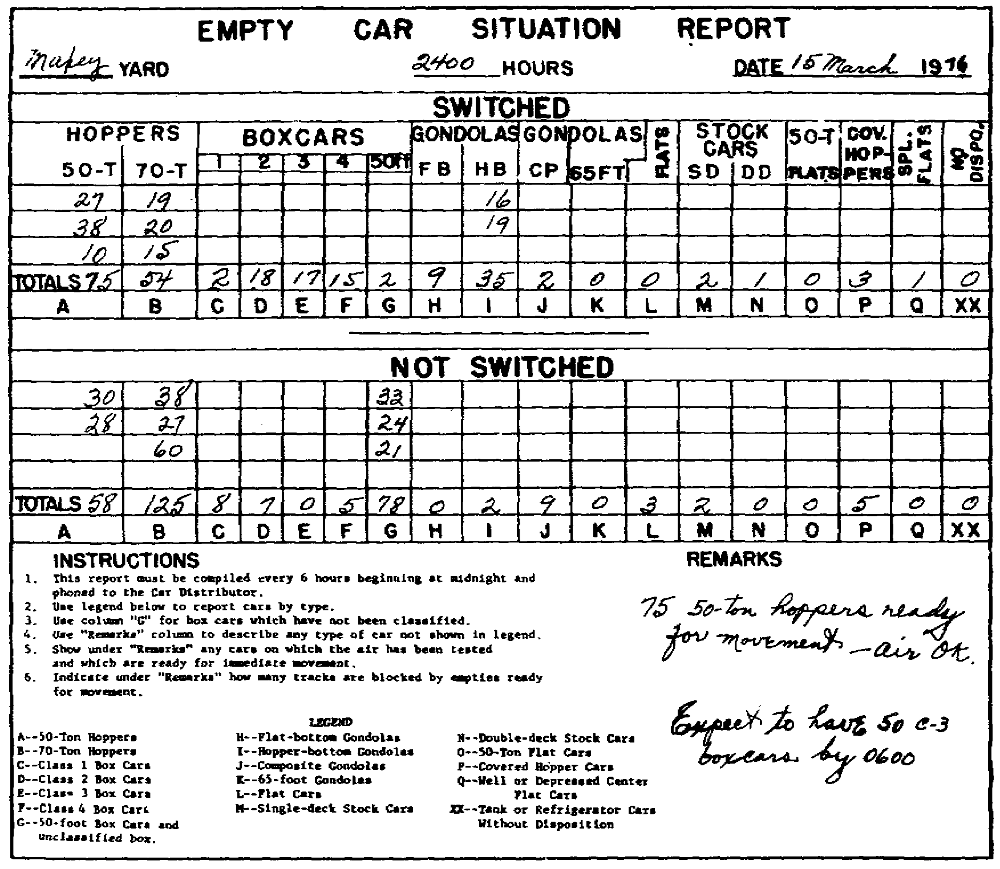 EMPTY CAR SITUATION REPORT
YARD 2400 HOURS DATE 15 March 1976
SWITCHED
HOPPERS BOXCARS GONDOLAS GONDOLAS FLATS STOCK CARS 50-T FLATS COV. HOP-PERS SPL. FLATS NO DISPO.
50-T 70-T 1 2 3 4 50ft FB HB CP 65FT SD DD
27 19 16
38 20 19
10 15
TOTALS 75 54 2 18 17 15 2 9 35 2 0 0 2 1 0 3 1 0
A B C D E F G H I J K L M N O P Q XX
NOT SWITCHED
30 38 33
28 27 24
60 21
TOTALS 58 125 8 7 0 5 78 0 2 9 0 3 2 0 0 5 0 0
A B C D E F G H I J K L M N O P Q XX
INSTRUCTIONS
1. This report must be compiled every 6 hours beginning at midnight and
phoned to the Car Distributor.
2. Use legend below to report cars by type.
3. Use column "G" for box cars which have not been classified.
4. Use "Remarks" column to describe any type of car not shown in legend.
5. Show under "Remarks" any cars on which the air has been tested
and which are ready for immediate movement.
6. Indicate under "Remarks" how many tracks are blocked by empties ready
for movement.
REMARKS
75 50-ton hoppers ready
for movement – air OK.
Expect to have 50 C-3
boxcars by 0600
LEGEND
A--50-Ton Hoppers
B--70-Ton Hoppers
C--Class 1 Box Cars
D--Class 2 Box Cars
E--Class 3 Box Cars
F--Class 4 Box Cars
G--50-foot Box Cars and
unclassified box.
H--Flat-bottom Gondolas
I--Hopper-bottom Gondolas
J--Composite Gondolas
K--65-foot Gondolas
L--Flat Cars
M--Single-deck Stock Cars
N--Double-deck Stock Cars
O--50-Ton Flat Cars
P--Covered Hopper Cars
Q--Well or Depressed Center
Flat Cars
XX--Tank or Refrigerator Cars
Without Disposition